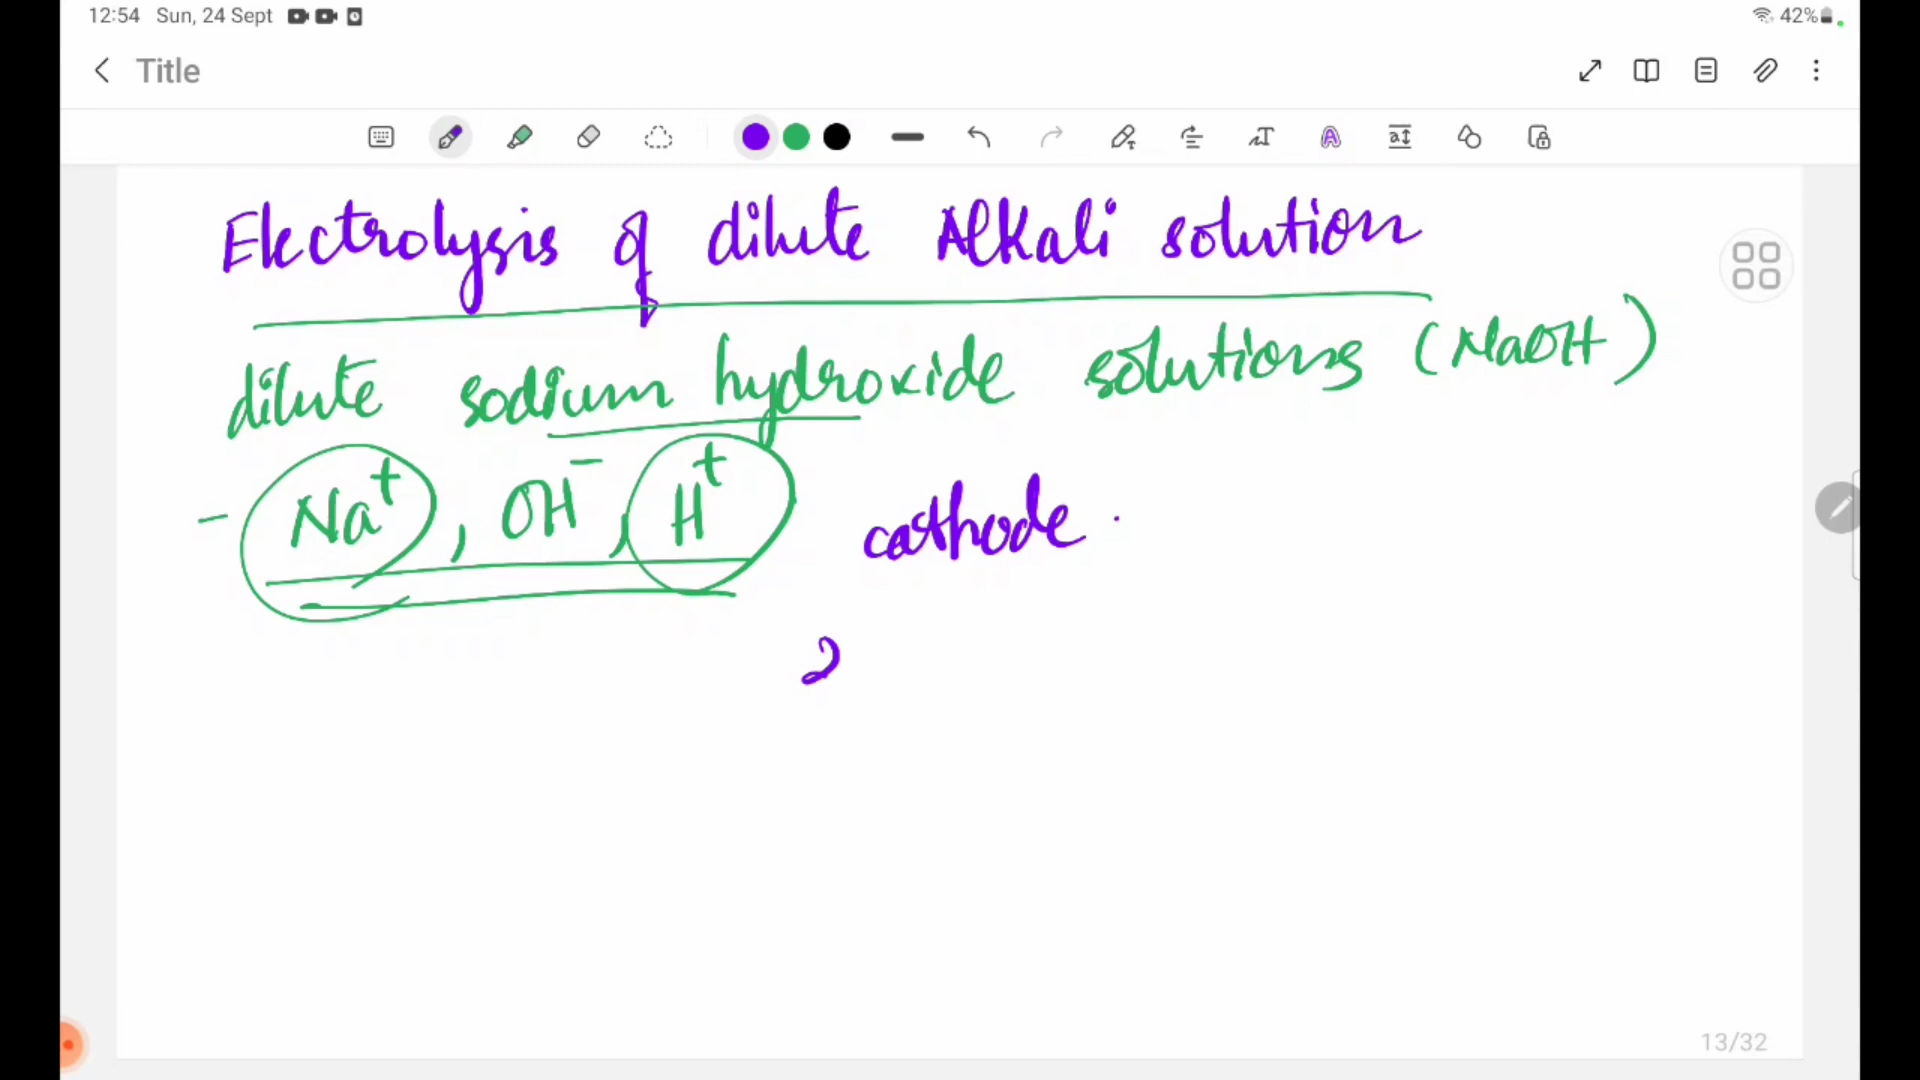 12:54 Sun, 24 Sept 42%
Title
Electrolysis of dilute Alkali solution
dilute sodium hydroxide solutions (NaOH)
- Na⁺, OH⁻, H⁺ cathode.
2
13/32